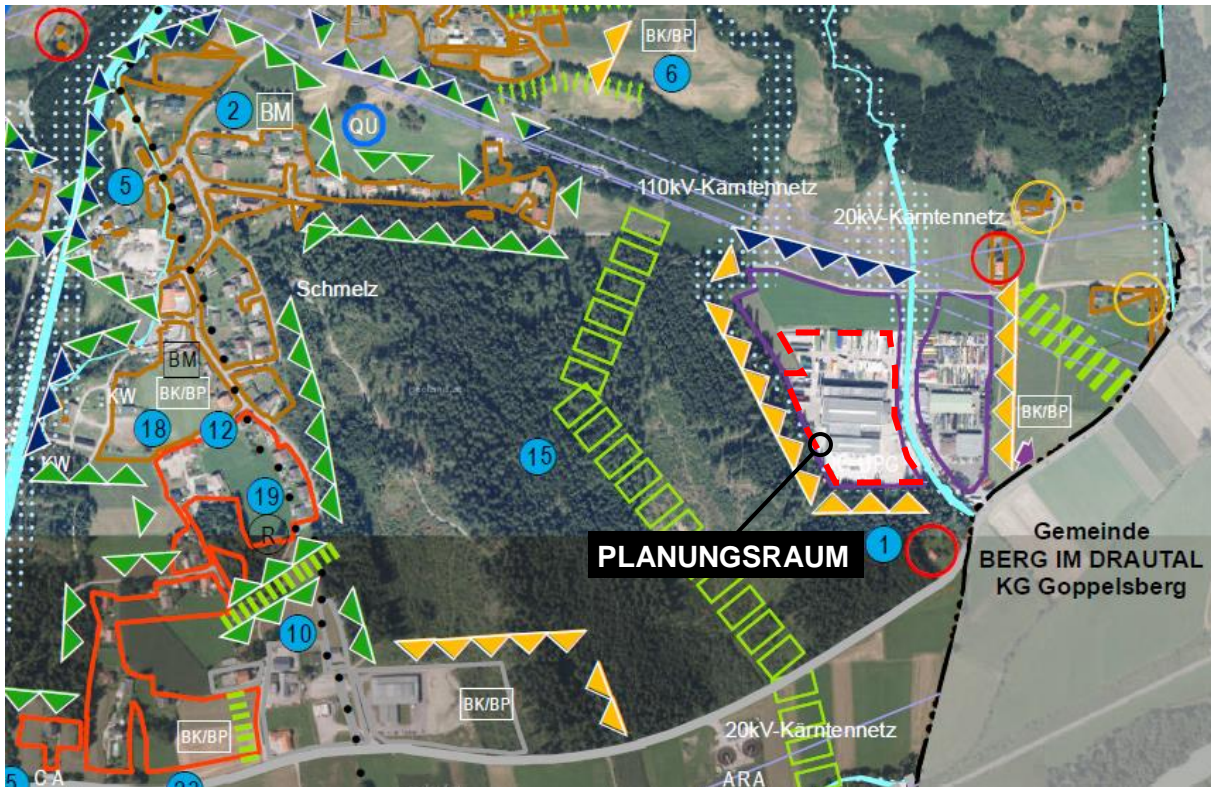 BK/BP
6
2
BM
QU
5
110kV-Kärntennetz
20kV-Kärntennetz
Schmelz
BM
KW
BK/BP
18
12
BK/BP
KW
15
19
R
PLANUNGSRAUM
1
Gemeinde
BERG IM DRAUTAL
KG Goppelsberg
10
BK/BP
BK/BP
20kV-Kärntennetz
5
CA
ARA